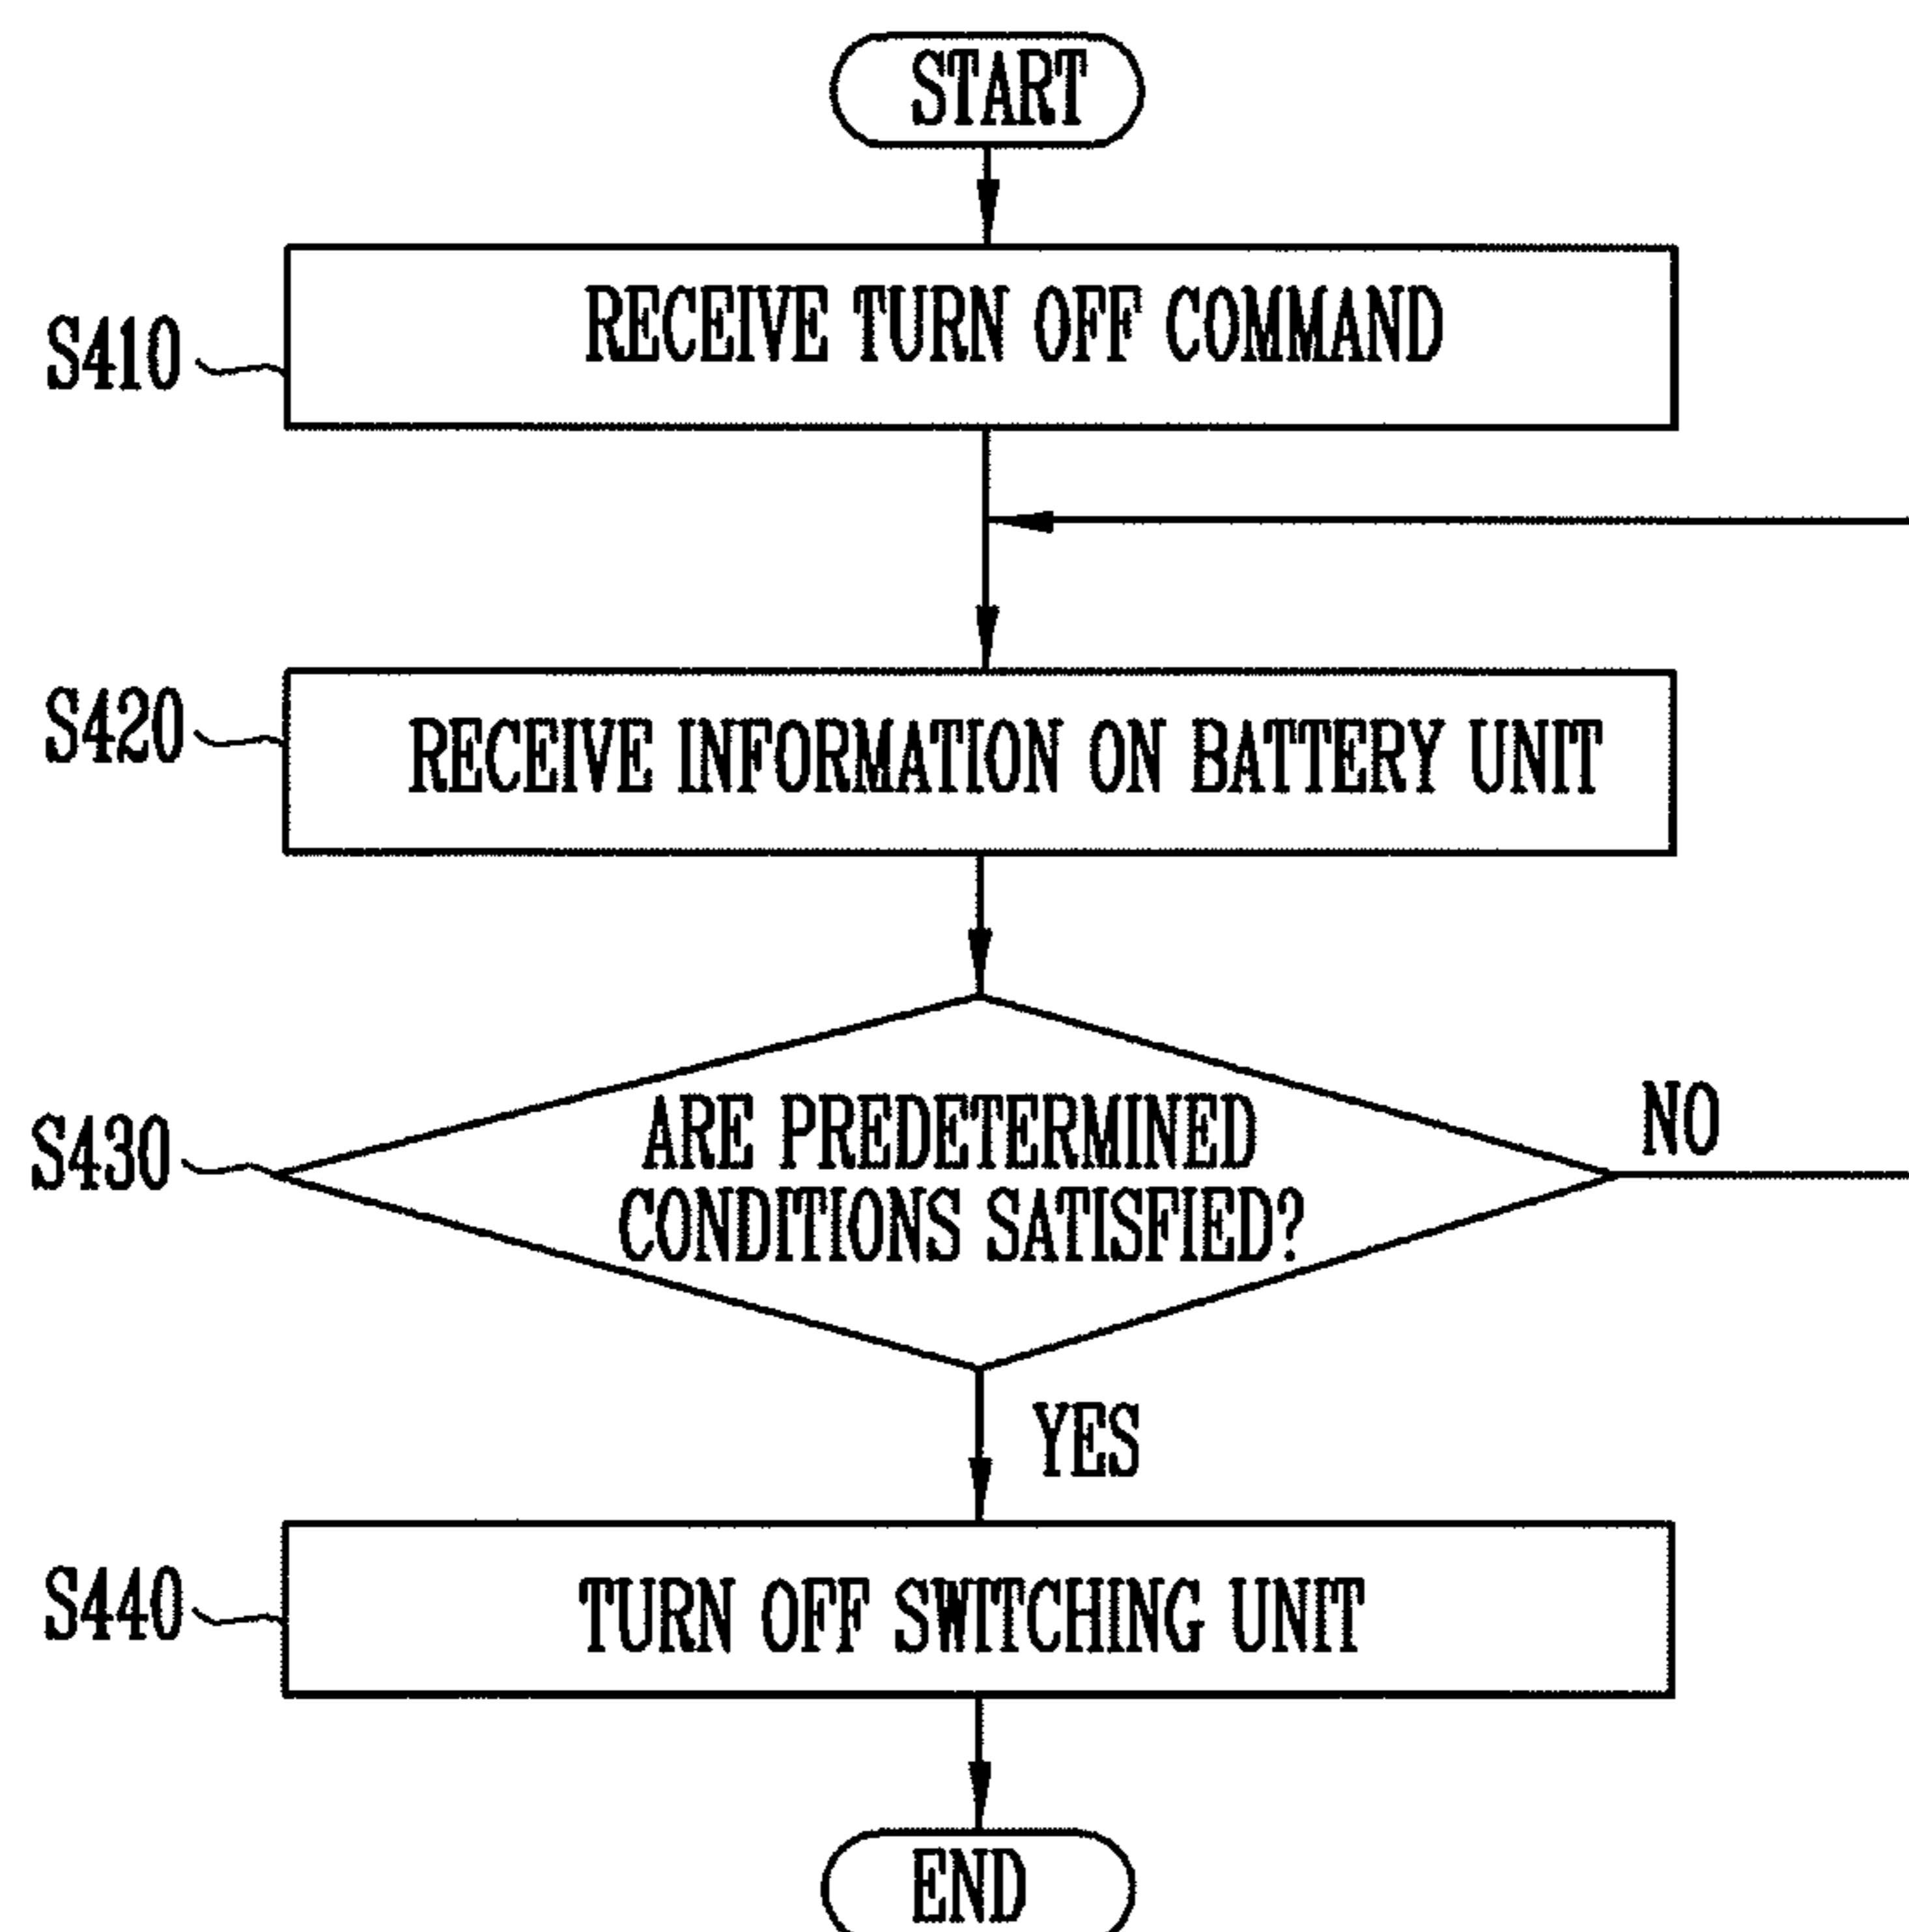 START
S410
RECEIVE TURN OFF COMMAND
S420
RECEIVE INFORMATION ON BATTERY UNIT
S430
ARE PREDETERMINED
CONDITIONS SATISFIED?
NO
YES
S440
TURN OFF SWITCHING UNIT
END